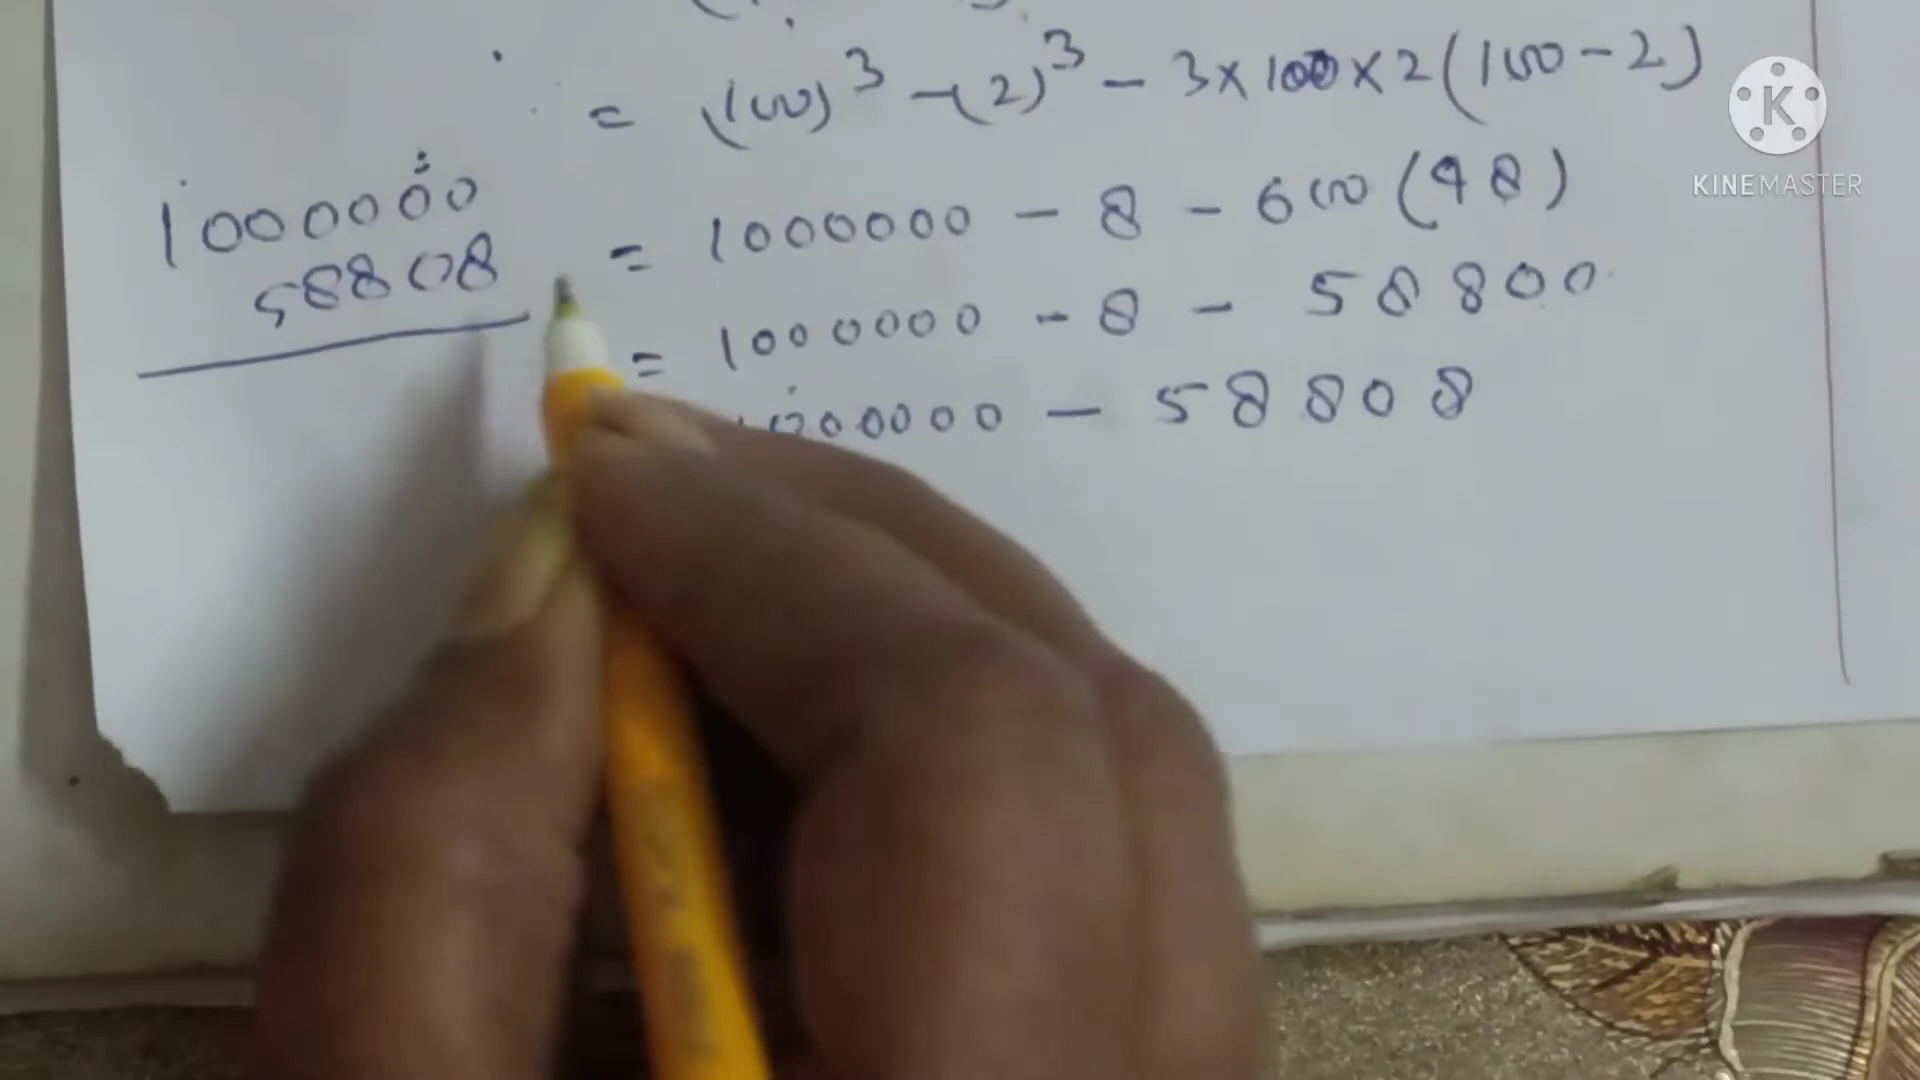 = (100)³ - (2)³ - 3×100×2(100-2)
= 1000000 - 8 - 600(98)
= 1000000 - 8 - 58800
1000000 - 58808
1000000
58808
K
KINEMASTER